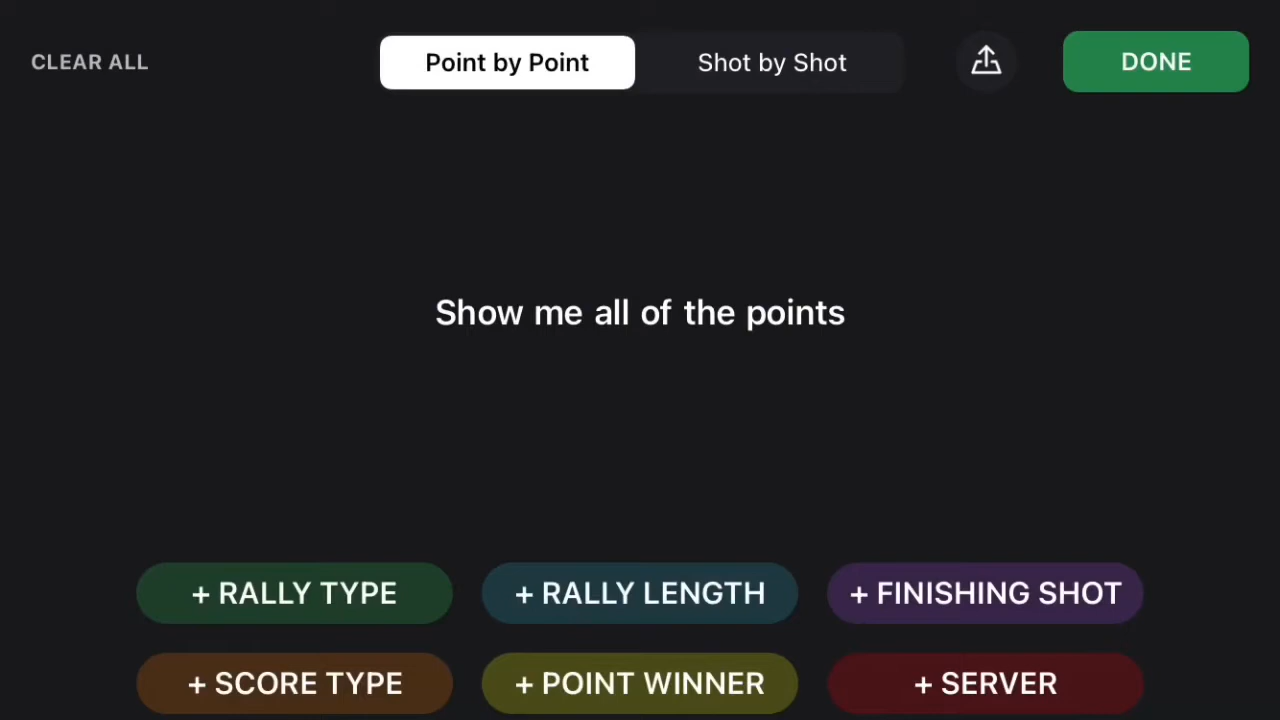 CLEAR ALL
Point by Point
Shot by Shot
DONE
Show me all of the points
+ RALLY TYPE
+ RALLY LENGTH
+ FINISHING SHOT
+ SCORE TYPE
+ POINT WINNER
+ SERVER